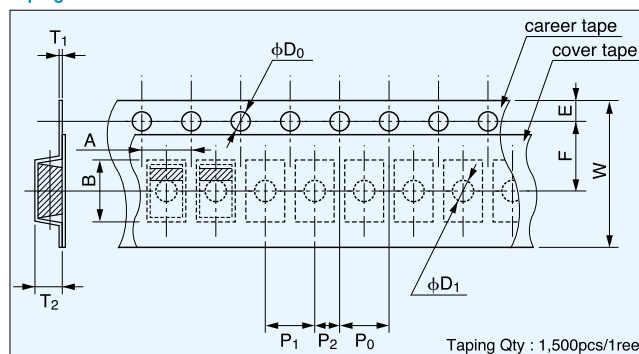 T1
φD0
career tape
cover tape
A
B
E
F
W
T2
φD1
P1
P2
P0
Taping Qty : 1,500pcs/1ree